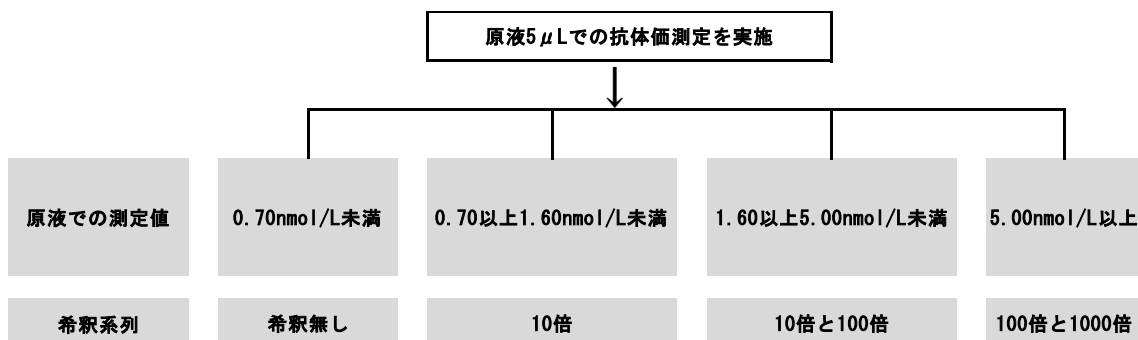 原液5μLでの抗体価測定を実施
原液での測定値
0.70nmol/L未満
0.70以上1.60nmol/L未満
1.60以上5.00nmol/L未満
5.00nmol/L以上
希釈系列
希釈無し
10倍
10倍と100倍
100倍と1000倍